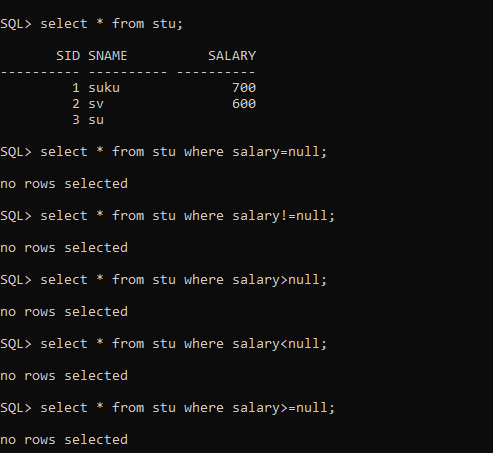 SQL> select * from stu;
       SID SNAME          SALARY
---------- ---------- ----------
         1 suku              700
         2 sv                600
         3 su
SQL> select * from stu where salary=null;
no rows selected
SQL> select * from stu where salary!=null;
no rows selected
SQL> select * from stu where salary>null;
no rows selected
SQL> select * from stu where salary<null;
no rows selected
SQL> select * from stu where salary>=null;
no rows selected